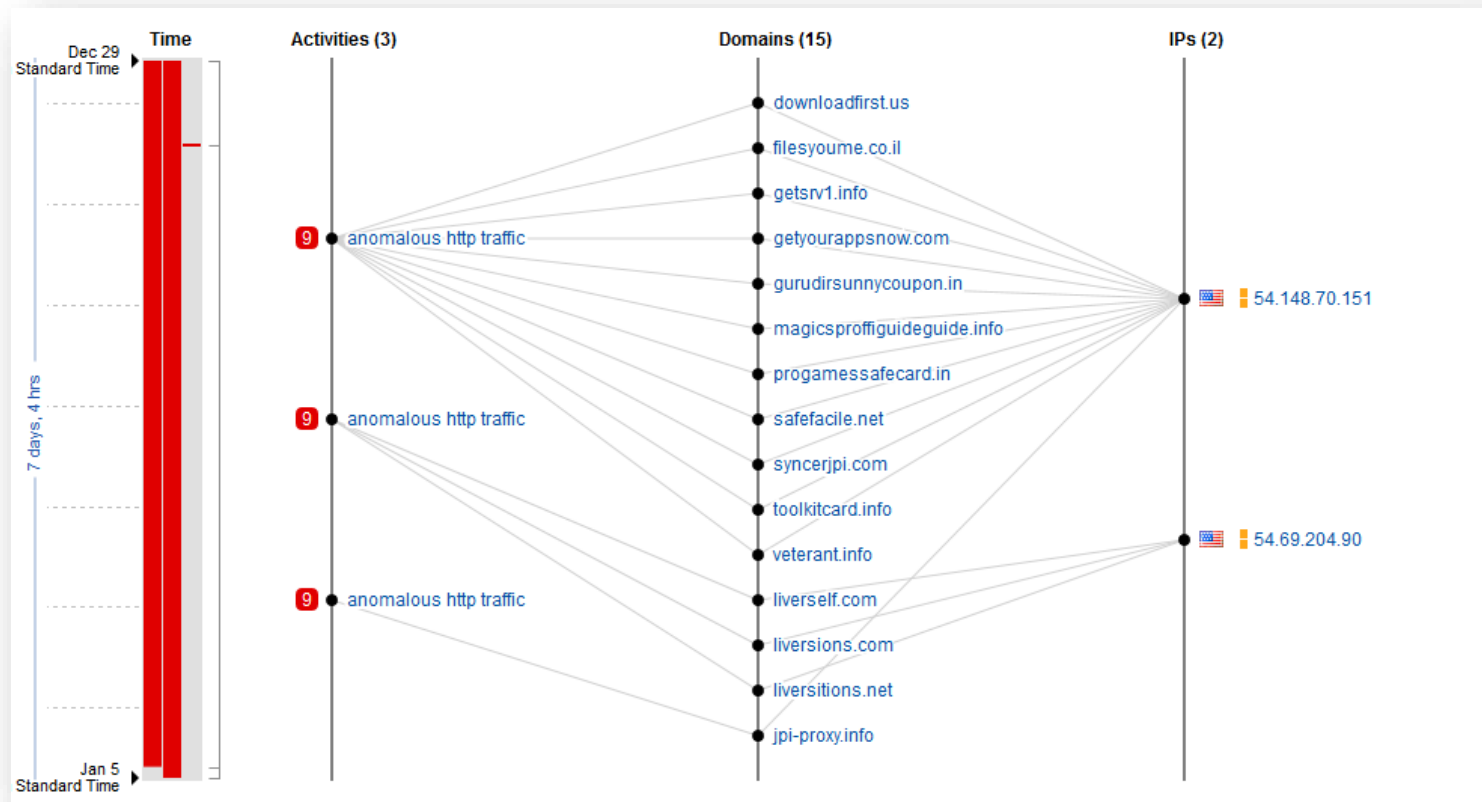 Time
Activities (3)
Domains (15)
IPs (2)
Dec 29
Standard Time
7 days, 4 hrs
Jan 5
Standard Time
9 anomalous http traffic
9 anomalous http traffic
9 anomalous http traffic
downloadfirst.us
filesyoume.co.il
getsrv1.info
getyourappsnow.com
gurudirsunnycoupon.in
magicsproffiguideguide.info
progamessafecard.in
safefacile.net
syncerjpi.com
toolkitcard.info
veterant.info
liverself.com
liversions.com
liversitions.net
jpi-proxy.info
54.148.70.151
54.69.204.90